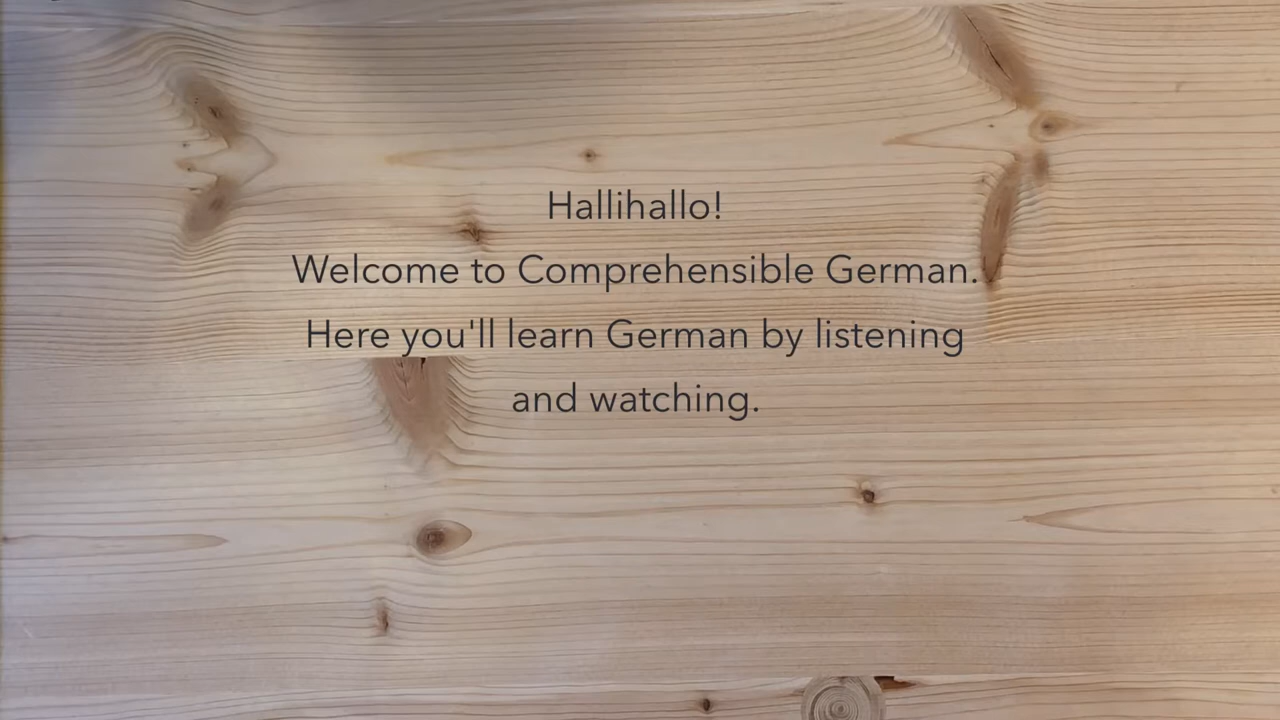 Hallihallo!
Welcome to Comprehensible German.
Here you'll learn German by listening
and watching.